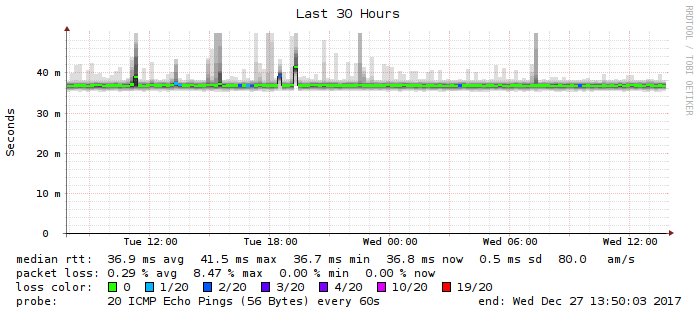 Last 30 Hours
RRDTOOL / TOBI OETIKER
Seconds
40 m
30 m
20 m
10 m
0
Tue 12:00 Tue 18:00 Wed 00:00 Wed 06:00 Wed 12:00
median rtt: 36.9 ms avg 41.5 ms max 36.7 ms min 36.8 ms now 0.5 ms sd 80.0 am/s
packet loss: 0.29 % avg 8.47 % max 0.00 % min 0.00 % now
loss color: 0 1/20 2/20 3/20 4/20 10/20 19/20
probe: 20 ICMP Echo Pings (56 Bytes) every 60s end: Wed Dec 27 13:50:03 2017